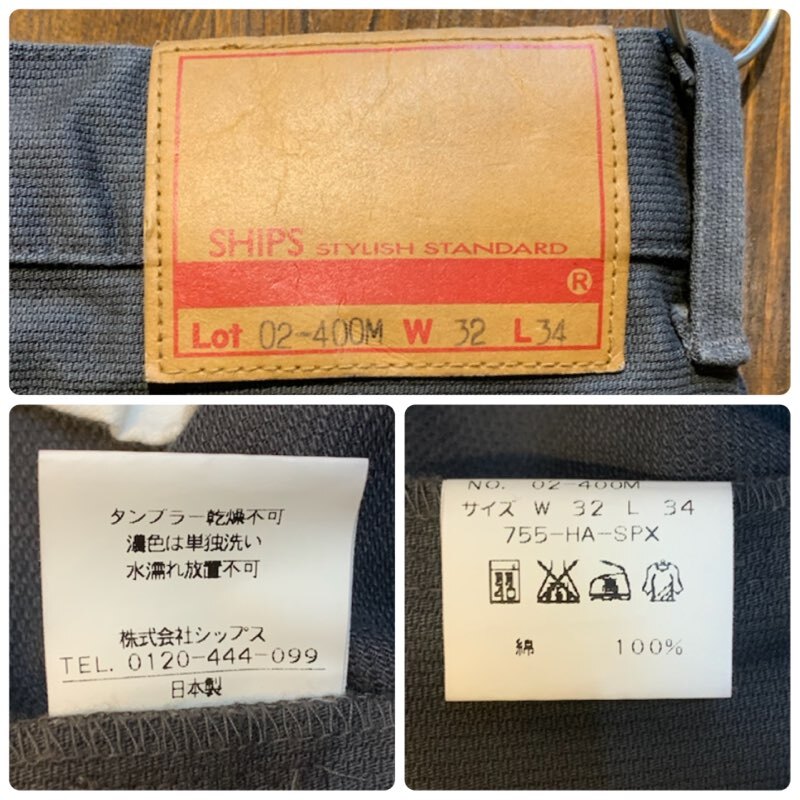 SHIPS STYLISH STANDARD
®
Lot 02-400M W 32 L 34
タンブラー乾燥不可
濃色は単独洗い
水濡れ放置不可
株式会社シップス
TEL. 0120-444-099
日本製
NO. 02-400M
サイズ W 32 L 34
755-HA-SPX
綿 100%